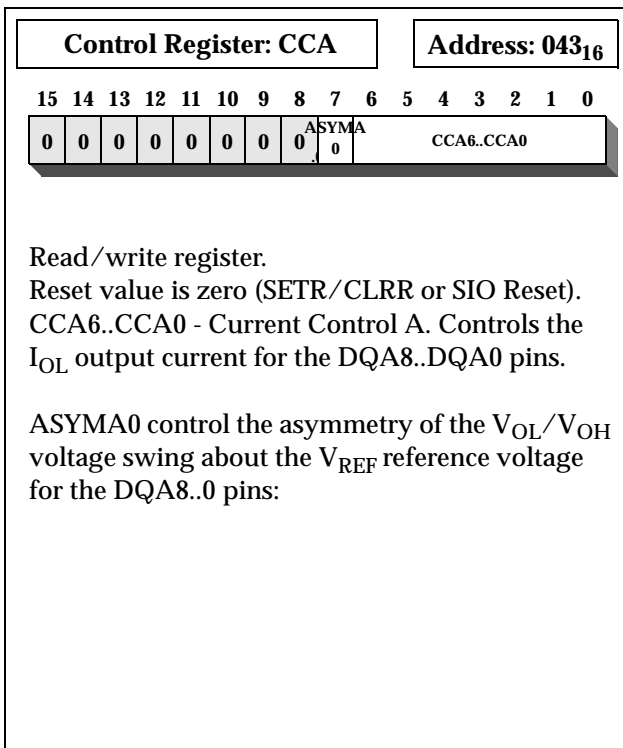 Control Register: CCA Address: 043₁₆
15 14 13 12 11 10 9 8 7 6 5 4 3 2 1 0
0 0 0 0 0 0 0 0 ASYMA0 CCA6..CCA0
Read/write register.
Reset value is zero (SETR/CLRR or SIO Reset).
CCA6..CCA0 - Current Control A. Controls the
I_OL output current for the DQA8..DQA0 pins.
ASYMA0 control the asymmetry of the V_OL/V_OH
voltage swing about the V_REF reference voltage
for the DQA8..0 pins: